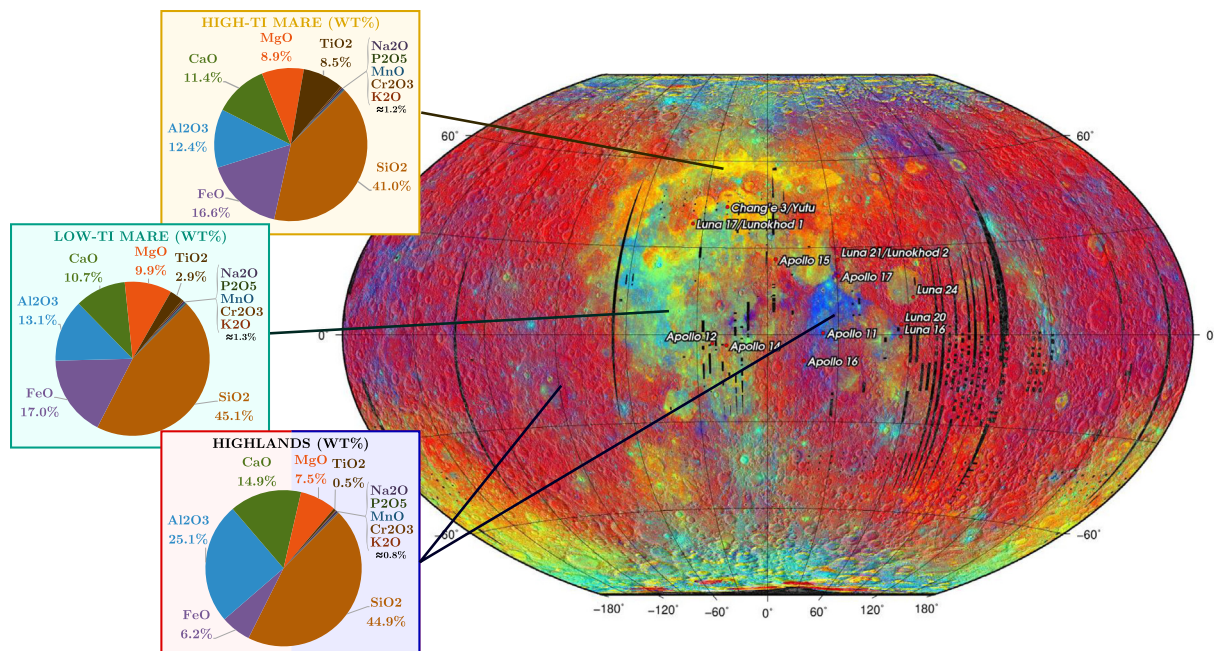 HIGH-TI MARE (WT%)
MgO
8.9%
TiO2
8.5%
CaO
11.4%
Na2O
P2O5
MnO
Cr2O3
K2O
≈1.2%
Al2O3
12.4%
SiO2
41.0%
FeO
16.6%
LOW-TI MARE (WT%)
MgO
9.9%
TiO2
2.9%
CaO
10.7%
Na2O
P2O5
MnO
Cr2O3
K2O
≈1.3%
Al2O3
13.1%
FeO
17.0%
SiO2
45.1%
HIGHLANDS (WT%)
CaO
14.9%
MgO
7.5%
TiO2
0.5%
Na2O
P2O5
MnO
Cr2O3
K2O
≈0.8%
Al2O3
25.1%
FeO
6.2%
SiO2
44.9%
60°
60°
Chang'e 3/Yutu
Luna 17/Lunokhod 1
Luna 21/Lunokhod 2
Apollo 15
Apollo 17
Luna 24
Luna 20
Luna 16
0
Apollo 12
Apollo 14
Apollo 11
0
Apollo 16
−60°
−60°
−180°
−120°
−60°
0°
60°
120°
180°